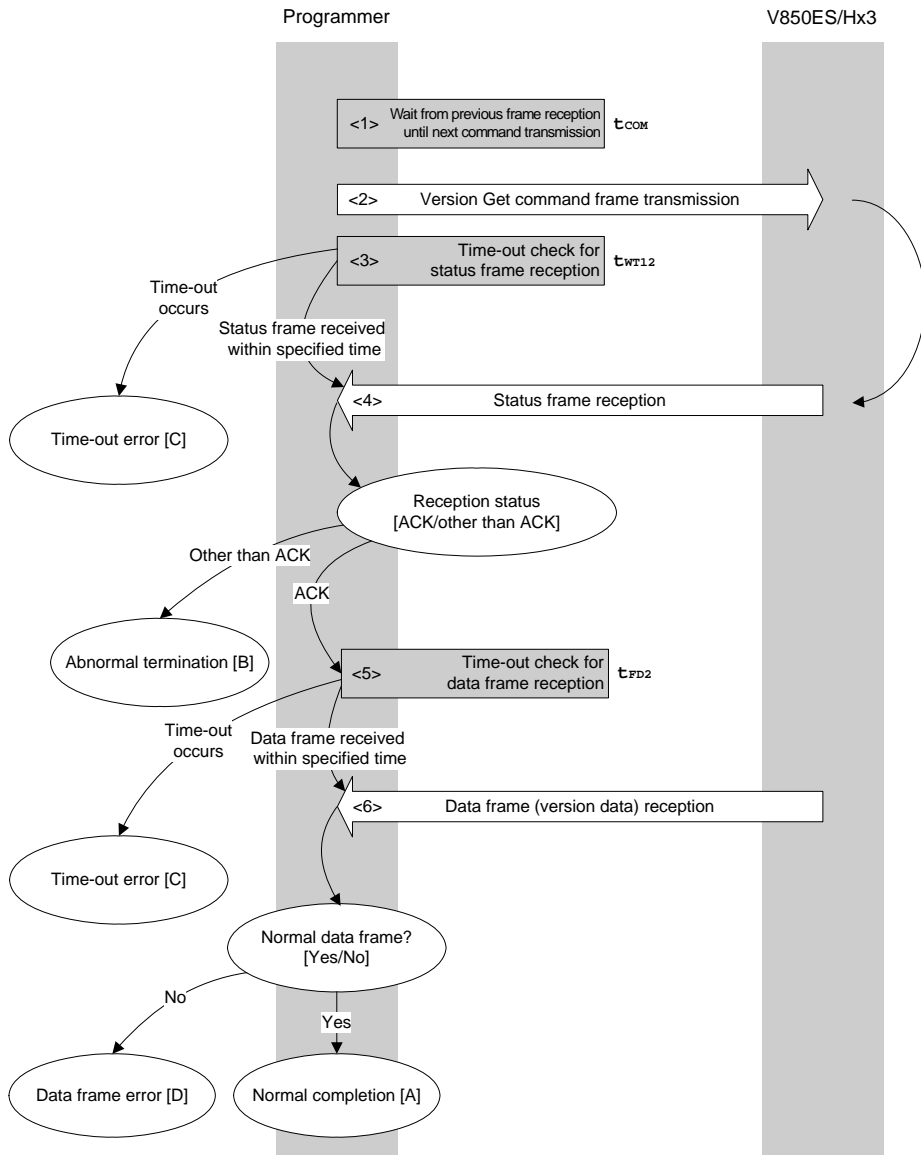 Programmer
V850ES/Hx3
<1> Wait from previous frame reception
until next command transmission
tCOM
<2> Version Get command frame transmission
<3> Time-out check for
status frame reception
tWT12
Time-out
occurs
Status frame received
within specified time
<4> Status frame reception
Time-out error [C]
Reception status
[ACK/other than ACK]
Other than ACK
ACK
Abnormal termination [B]
<5> Time-out check for
data frame reception
tFD2
Time-out
occurs
Data frame received
within specified time
<6> Data frame (version data) reception
Time-out error [C]
Normal data frame?
[Yes/No]
No
Yes
Data frame error [D]
Normal completion [A]